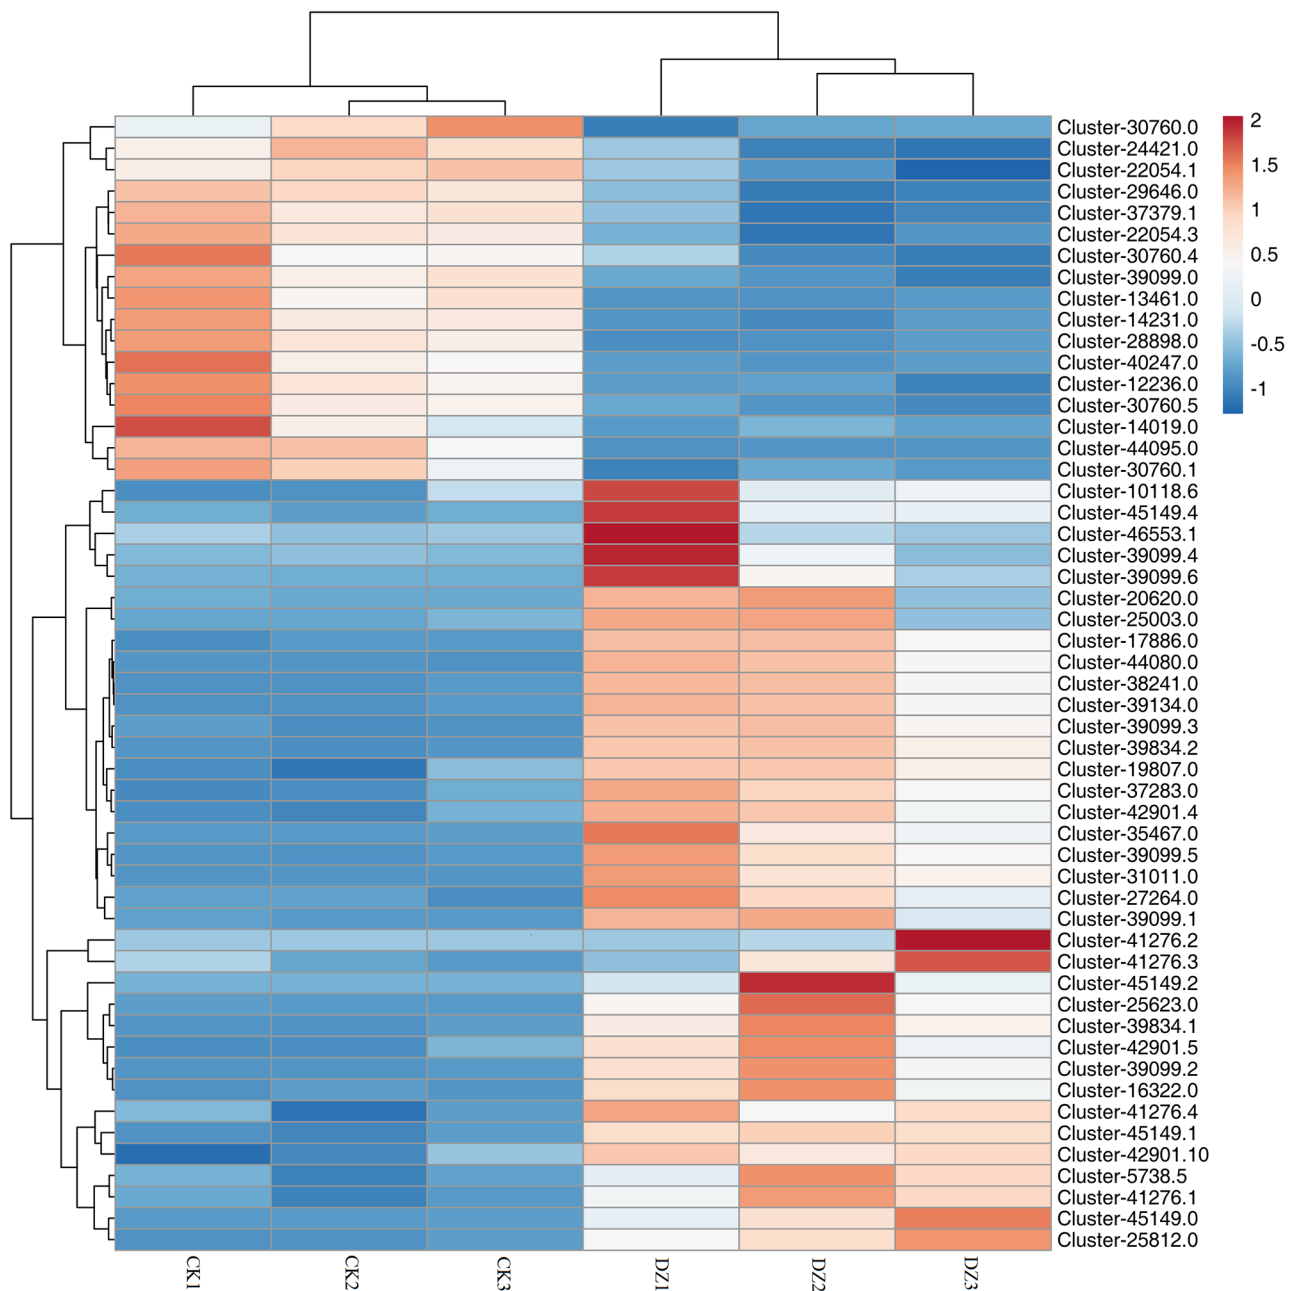 Cluster-30760.0
Cluster-24421.0
Cluster-22054.1
Cluster-29646.0
Cluster-37379.1
Cluster-22054.3
Cluster-30760.4
Cluster-39099.0
Cluster-13461.0
Cluster-14231.0
Cluster-28898.0
Cluster-40247.0
Cluster-12236.0
Cluster-30760.5
Cluster-14019.0
Cluster-44095.0
Cluster-30760.1
Cluster-10118.6
Cluster-45149.4
Cluster-46553.1
Cluster-39099.4
Cluster-39099.6
Cluster-20620.0
Cluster-25003.0
Cluster-17886.0
Cluster-44080.0
Cluster-38241.0
Cluster-39134.0
Cluster-39099.3
Cluster-39834.2
Cluster-19807.0
Cluster-37283.0
Cluster-42901.4
Cluster-35467.0
Cluster-39099.5
Cluster-31011.0
Cluster-27264.0
Cluster-39099.1
Cluster-41276.2
Cluster-41276.3
Cluster-45149.2
Cluster-25623.0
Cluster-39834.1
Cluster-42901.5
Cluster-39099.2
Cluster-16322.0
Cluster-41276.4
Cluster-45149.1
Cluster-42901.10
Cluster-5738.5
Cluster-41276.1
Cluster-45149.0
Cluster-25812.0
2
1.5
1
0.5
0
-0.5
-1
CK1
CK2
CK3
DZ1
DZ2
DZ3